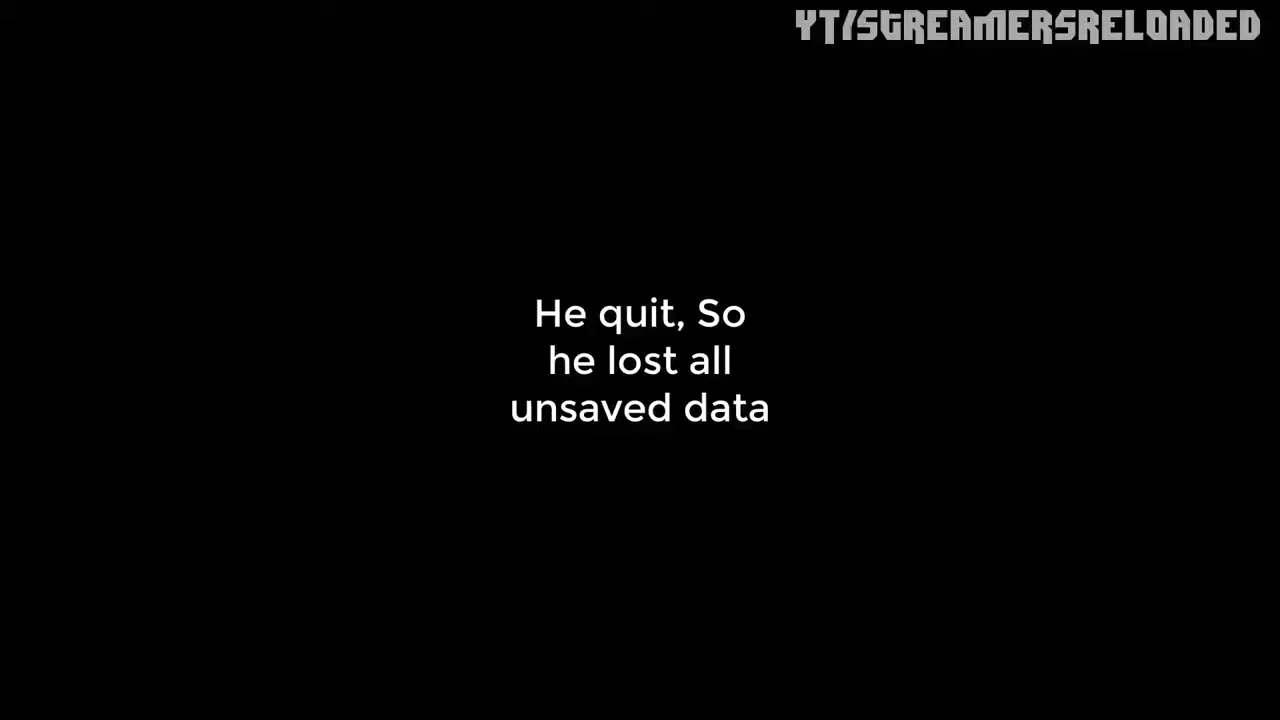 YT/STREAMERSRELOADED
He quit, So
he lost all
unsaved data